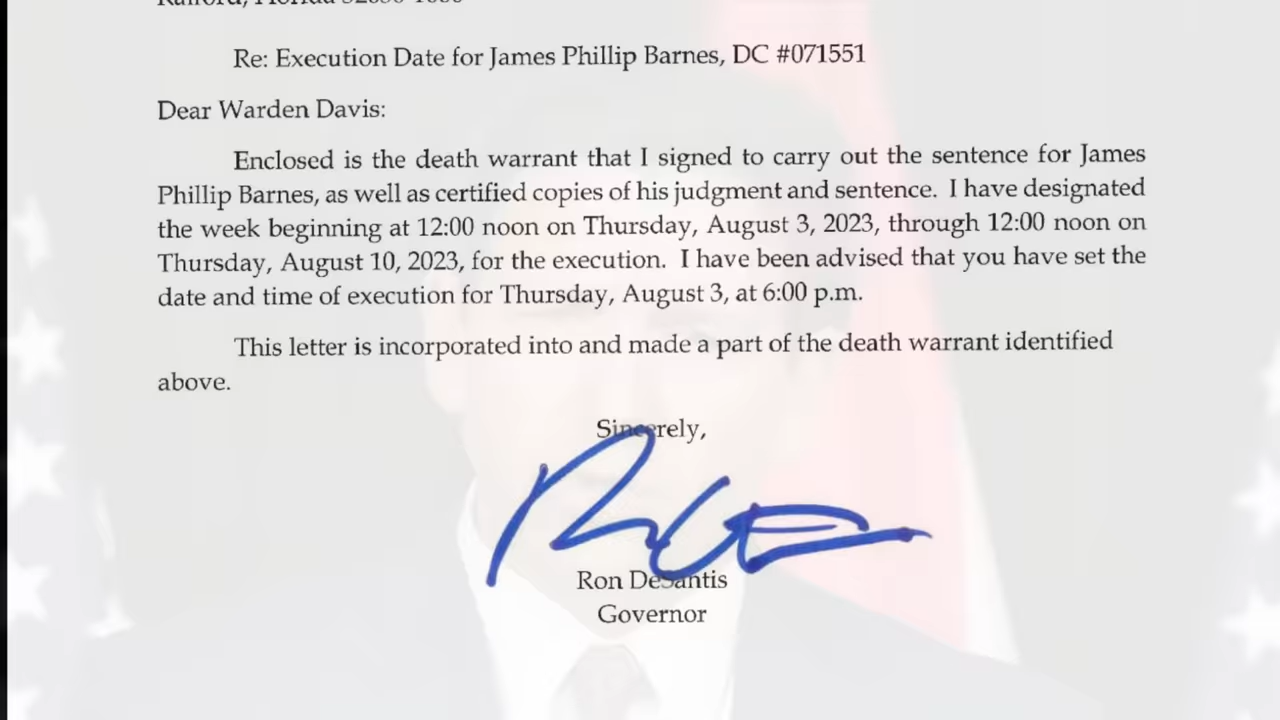 Re: Execution Date for James Phillip Barnes, DC #071551
Dear Warden Davis:
Enclosed is the death warrant that I signed to carry out the sentence for James
Phillip Barnes, as well as certified copies of his judgment and sentence. I have designated
the week beginning at 12:00 noon on Thursday, August 3, 2023, through 12:00 noon on
Thursday, August 10, 2023, for the execution. I have been advised that you have set the
date and time of execution for Thursday, August 3, at 6:00 p.m.
This letter is incorporated into and made a part of the death warrant identified
above.
Sincerely,
Ron DeSantis
Governor